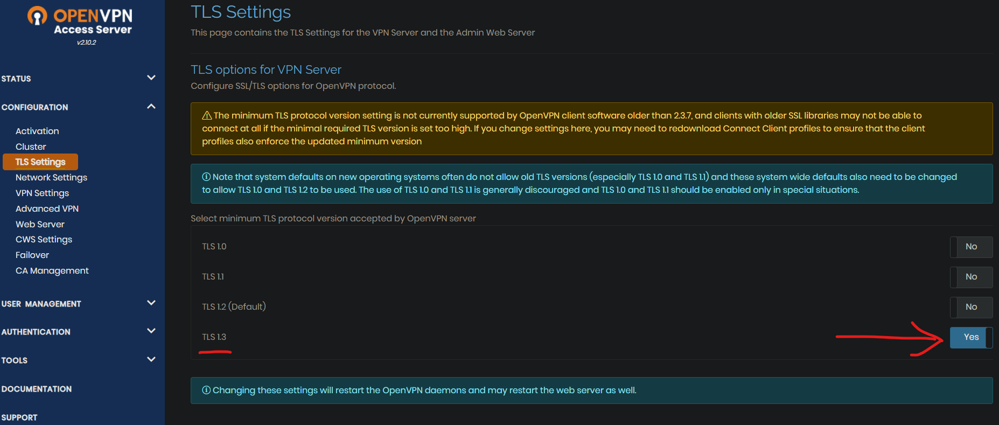 OPENVPN
Access Server
v2.10.2
STATUS
CONFIGURATION
Activation
Cluster
TLS Settings
Network Settings
VPN Settings
Advanced VPN
Web Server
CWS Settings
Failover
CA Management
USER MANAGEMENT
AUTHENTICATION
TOOLS
DOCUMENTATION
SUPPORT
TLS Settings
This page contains the TLS Settings for the VPN Server and the Admin Web Server
TLS options for VPN Server
Configure SSL/TLS options for OpenVPN protocol.
The minimum TLS protocol version setting is not currently supported by OpenVPN client software older than 2.3.7, and clients with older SSL libraries may not be able to
connect at all if the minimal required TLS version is set too high. If you change settings here, you may need to redownload Connect Client profiles to ensure that the client
profiles also enforce the updated minimum version
Note that system defaults on new operating systems often do not allow old TLS versions (especially TLS 1.0 and TLS 1.1) and these system wide defaults also need to be changed
to allow TLS 1.0 and TLS 1.2 to be used. The use of TLS 1.0 and TLS 1.1 is generally discouraged and TLS 1.0 and TLS 1.1 should be enabled only in special situations.
Select minimum TLS protocol version accepted by OpenVPN server
TLS 1.0 No
TLS 1.1 No
TLS 1.2 (Default) No
TLS 1.3 Yes
Changing these settings will restart the OpenVPN daemons and may restart the web server as well.